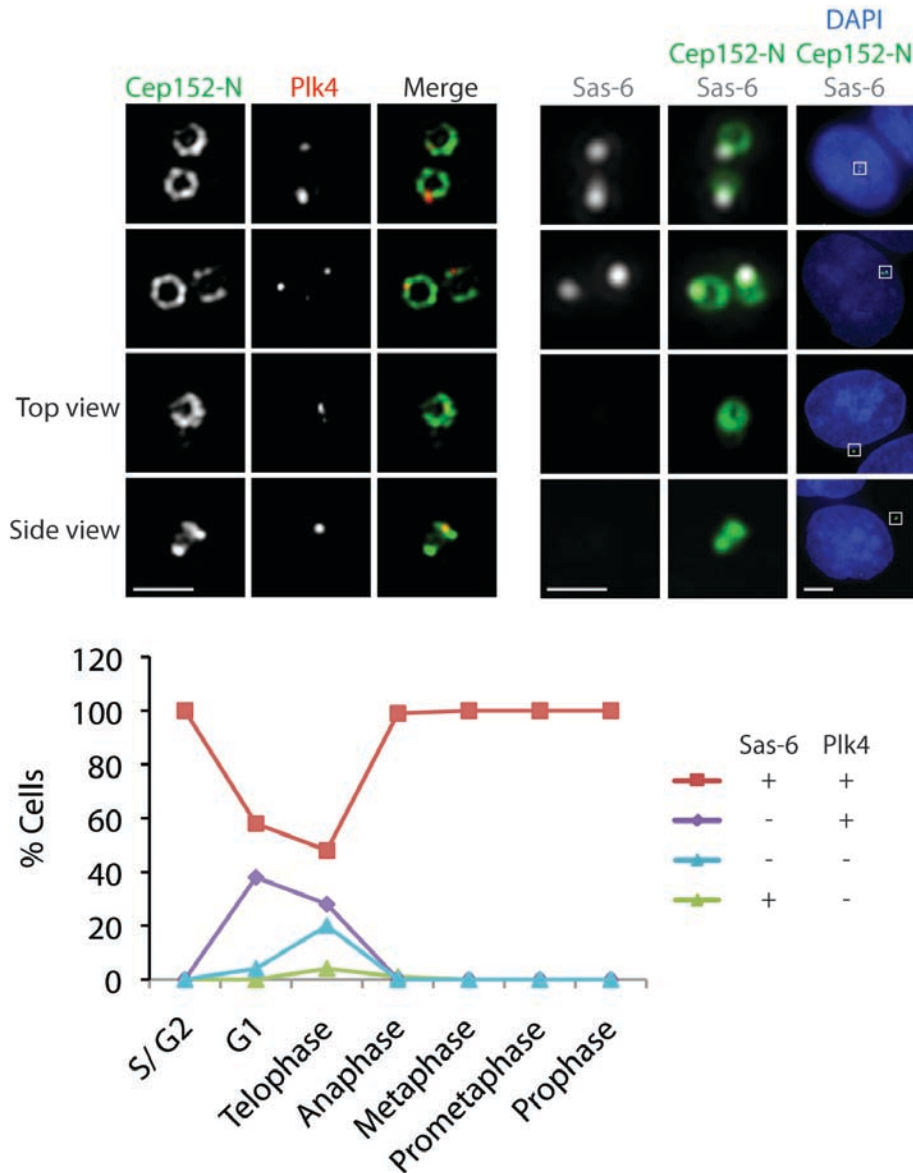 DAPI
Cep152-N Cep152-N
Cep152-N Plk4 Merge Sas-6 Sas-6 Sas-6
Top view
Side view
120
100
80
60
40
20
0
% Cells
S/ G2
G1
Telophase
Anaphase
Metaphase
Prometaphase
Prophase
Sas-6 Plk4
+ +
- +
- -
+ -